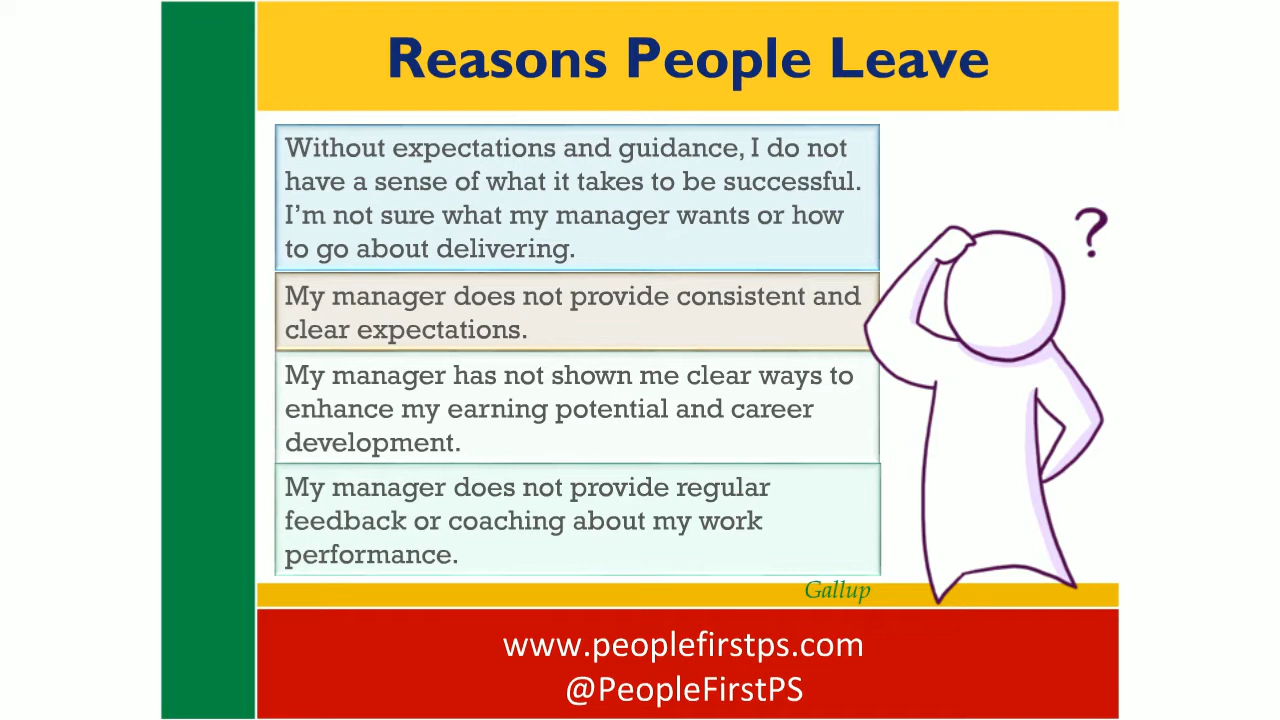 Reasons People Leave
Without expectations and guidance, I do not
have a sense of what it takes to be successful.
I’m not sure what my manager wants or how
to go about delivering.
My manager does not provide consistent and
clear expectations.
My manager has not shown me clear ways to
enhance my earning potential and career
development.
My manager does not provide regular
feedback or coaching about my work
performance.
?
Gallup
www.peoplefirstps.com
@PeopleFirstPS